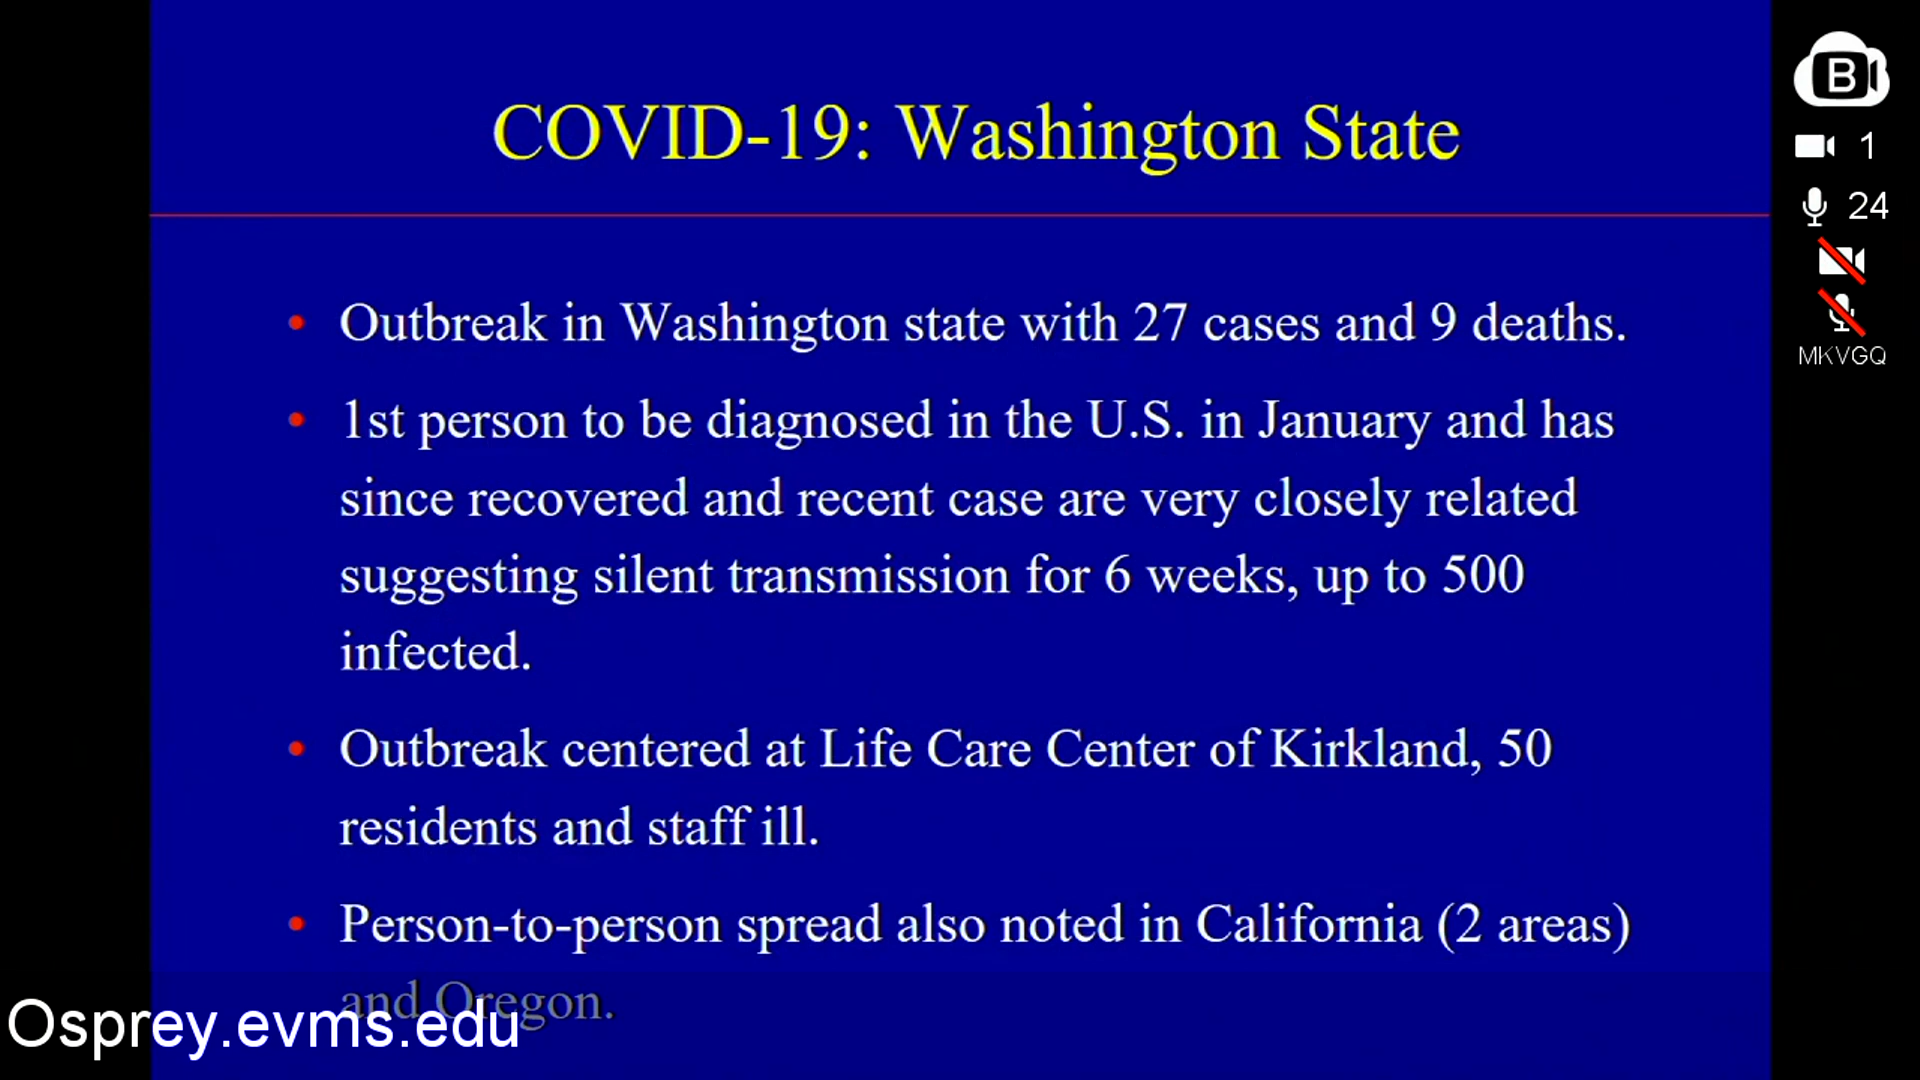 COVID-19: Washington State
• Outbreak in Washington state with 27 cases and 9 deaths.
• 1st person to be diagnosed in the U.S. in January and has
since recovered and recent case are very closely related
suggesting silent transmission for 6 weeks, up to 500
infected.
• Outbreak centered at Life Care Center of Kirkland, 50
residents and staff ill.
• Person-to-person spread also noted in California (2 areas)
and Oregon.
Osprey.evms.edu
B
1
24
MKVGQ